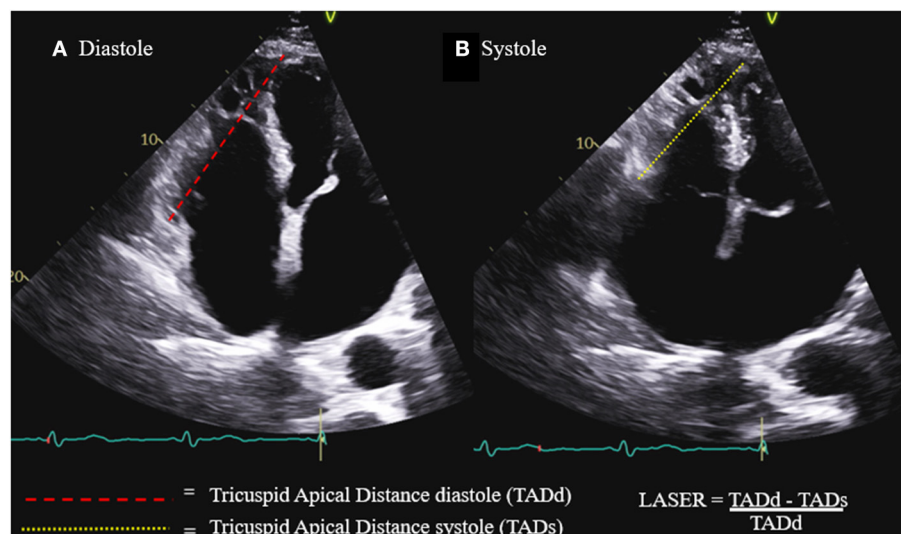 A Diastole
B Systole
V
V
10
10
20
= Tricuspid Apical Distance diastole (TADd)
= Tricuspid Apical Distance systole (TADs)
LASER = TADd - TADs
TADd